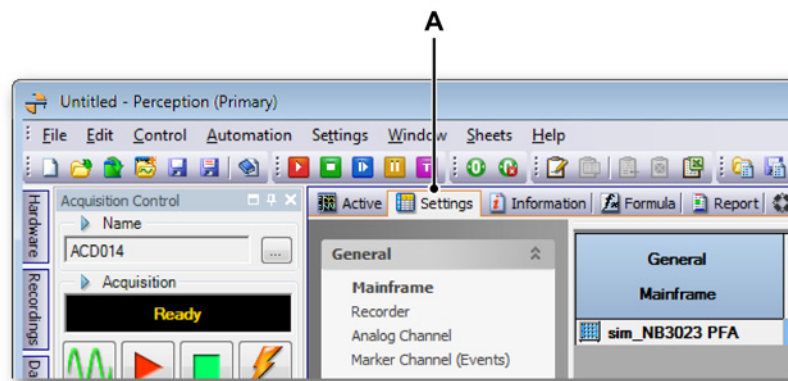 A
Untitled - Perception (Primary)
File Edit Control Automation Settings Window Sheets Help
Hardware
Recordings
Acquisition Control
Name
ACD014
...
Acquisition
Ready
Active Settings Information Formula Report
General
Mainframe
Recorder
Analog Channel
Marker Channel (Events)
General
Mainframe
sim_NB3023 PFA